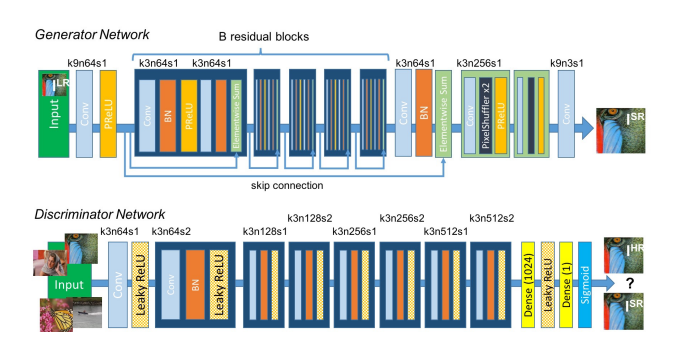 Generator Network
B residual blocks
k9n64s1
k3n64s1
k3n64s1
k3n64s1
k3n256s1
k9n3s1
I LR
Input
Conv
PReLU
Conv
BN
PReLU
Elementwise Sum
Conv
BN
Elementwise Sum
Conv
PixelShuffler x2
PReLU
Conv
I SR
skip connection
Discriminator Network
k3n128s2
k3n256s2
k3n512s2
k3n64s1
k3n64s2
k3n128s1
k3n256s1
k3n512s1
Input
Conv
Leaky ReLU
Conv
BN
Leaky ReLU
Dense (1024)
Leaky ReLU
Dense (1)
Sigmoid
I HR
?
I SR